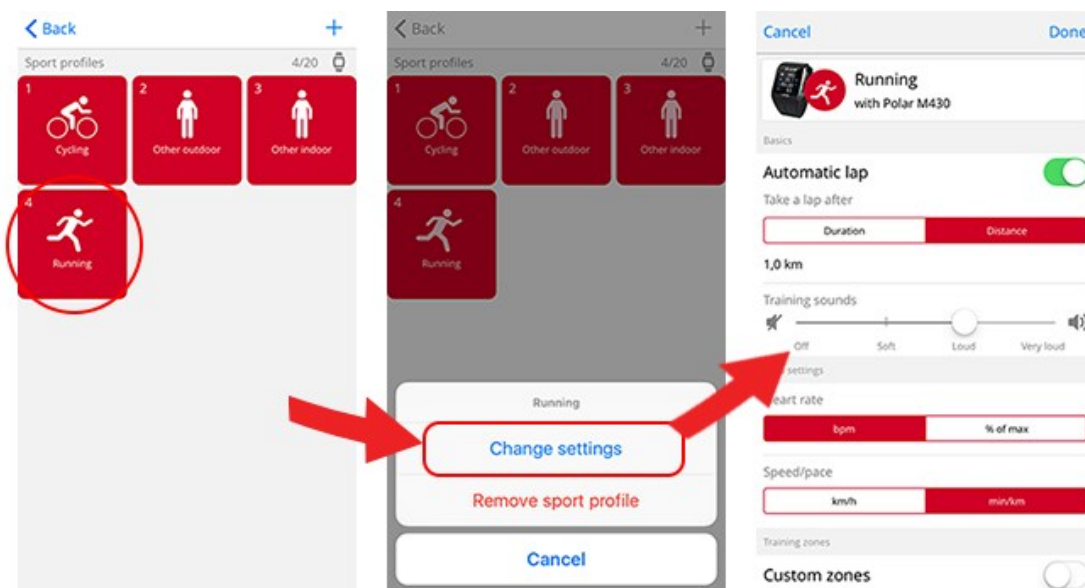 Back
+
Sport profiles 4/20
1
Cycling
2
Other outdoor
3
Other indoor
4
Running
Back
+
Sport profiles 4/20
1
Cycling
2
Other outdoor
3
Other indoor
4
Running
Running
Change settings
Remove sport profile
Cancel
Cancel Done
Running
with Polar M430
Basics
Automatic lap
Take a lap after
Duration Distance
1,0 km
Training sounds
Off Soft Loud Very loud
settings
eart rate
bpm % of max
Speed/pace
km/h min/km
Training zones
Custom zones